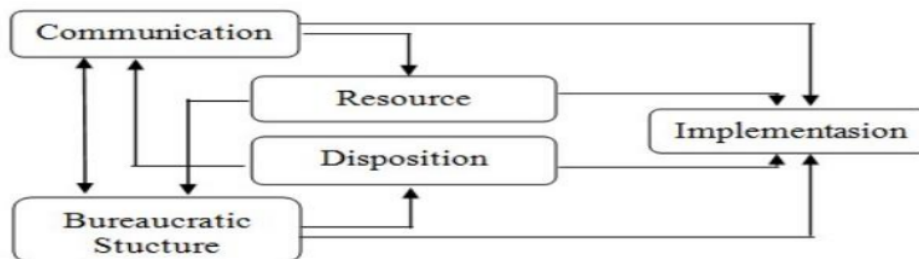 Communication
Resource
Implementasion
Disposition
Bureaucratic
Stucture